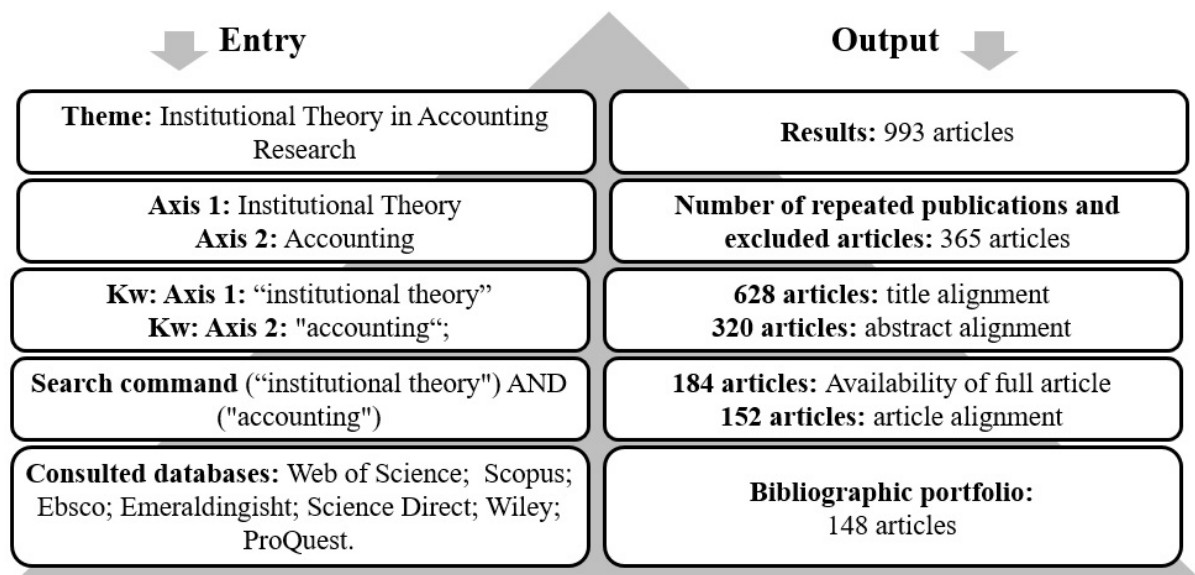 Entry
Output
Theme: Institutional Theory in Accounting
Research
Results: 993 articles
Axis 1: Institutional Theory
Axis 2: Accounting
Number of repeated publications and
excluded articles: 365 articles
Kw: Axis 1: “institutional theory”
Kw: Axis 2: "accounting“;
628 articles: title alignment
320 articles: abstract alignment
Search command (“institutional theory") AND
("accounting")
184 articles: Availability of full article
152 articles: article alignment
Consulted databases: Web of Science; Scopus;
Ebsco; Emeraldingisht; Science Direct; Wiley;
ProQuest.
Bibliographic portfolio:
148 articles